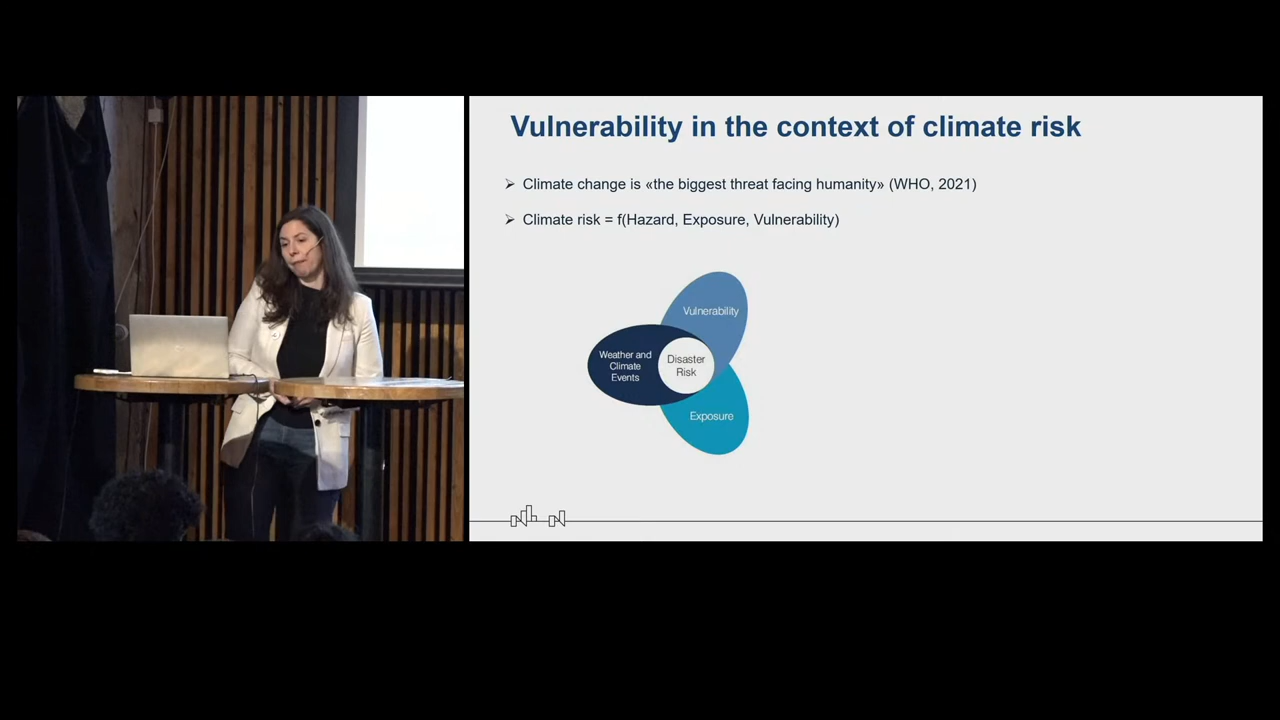 Vulnerability in the context of climate risk
Climate change is «the biggest threat facing humanity» (WHO, 2021)
Climate risk = f(Hazard, Exposure, Vulnerability)
Vulnerability
Weather and
Climate
Events
Disaster
Risk
Exposure